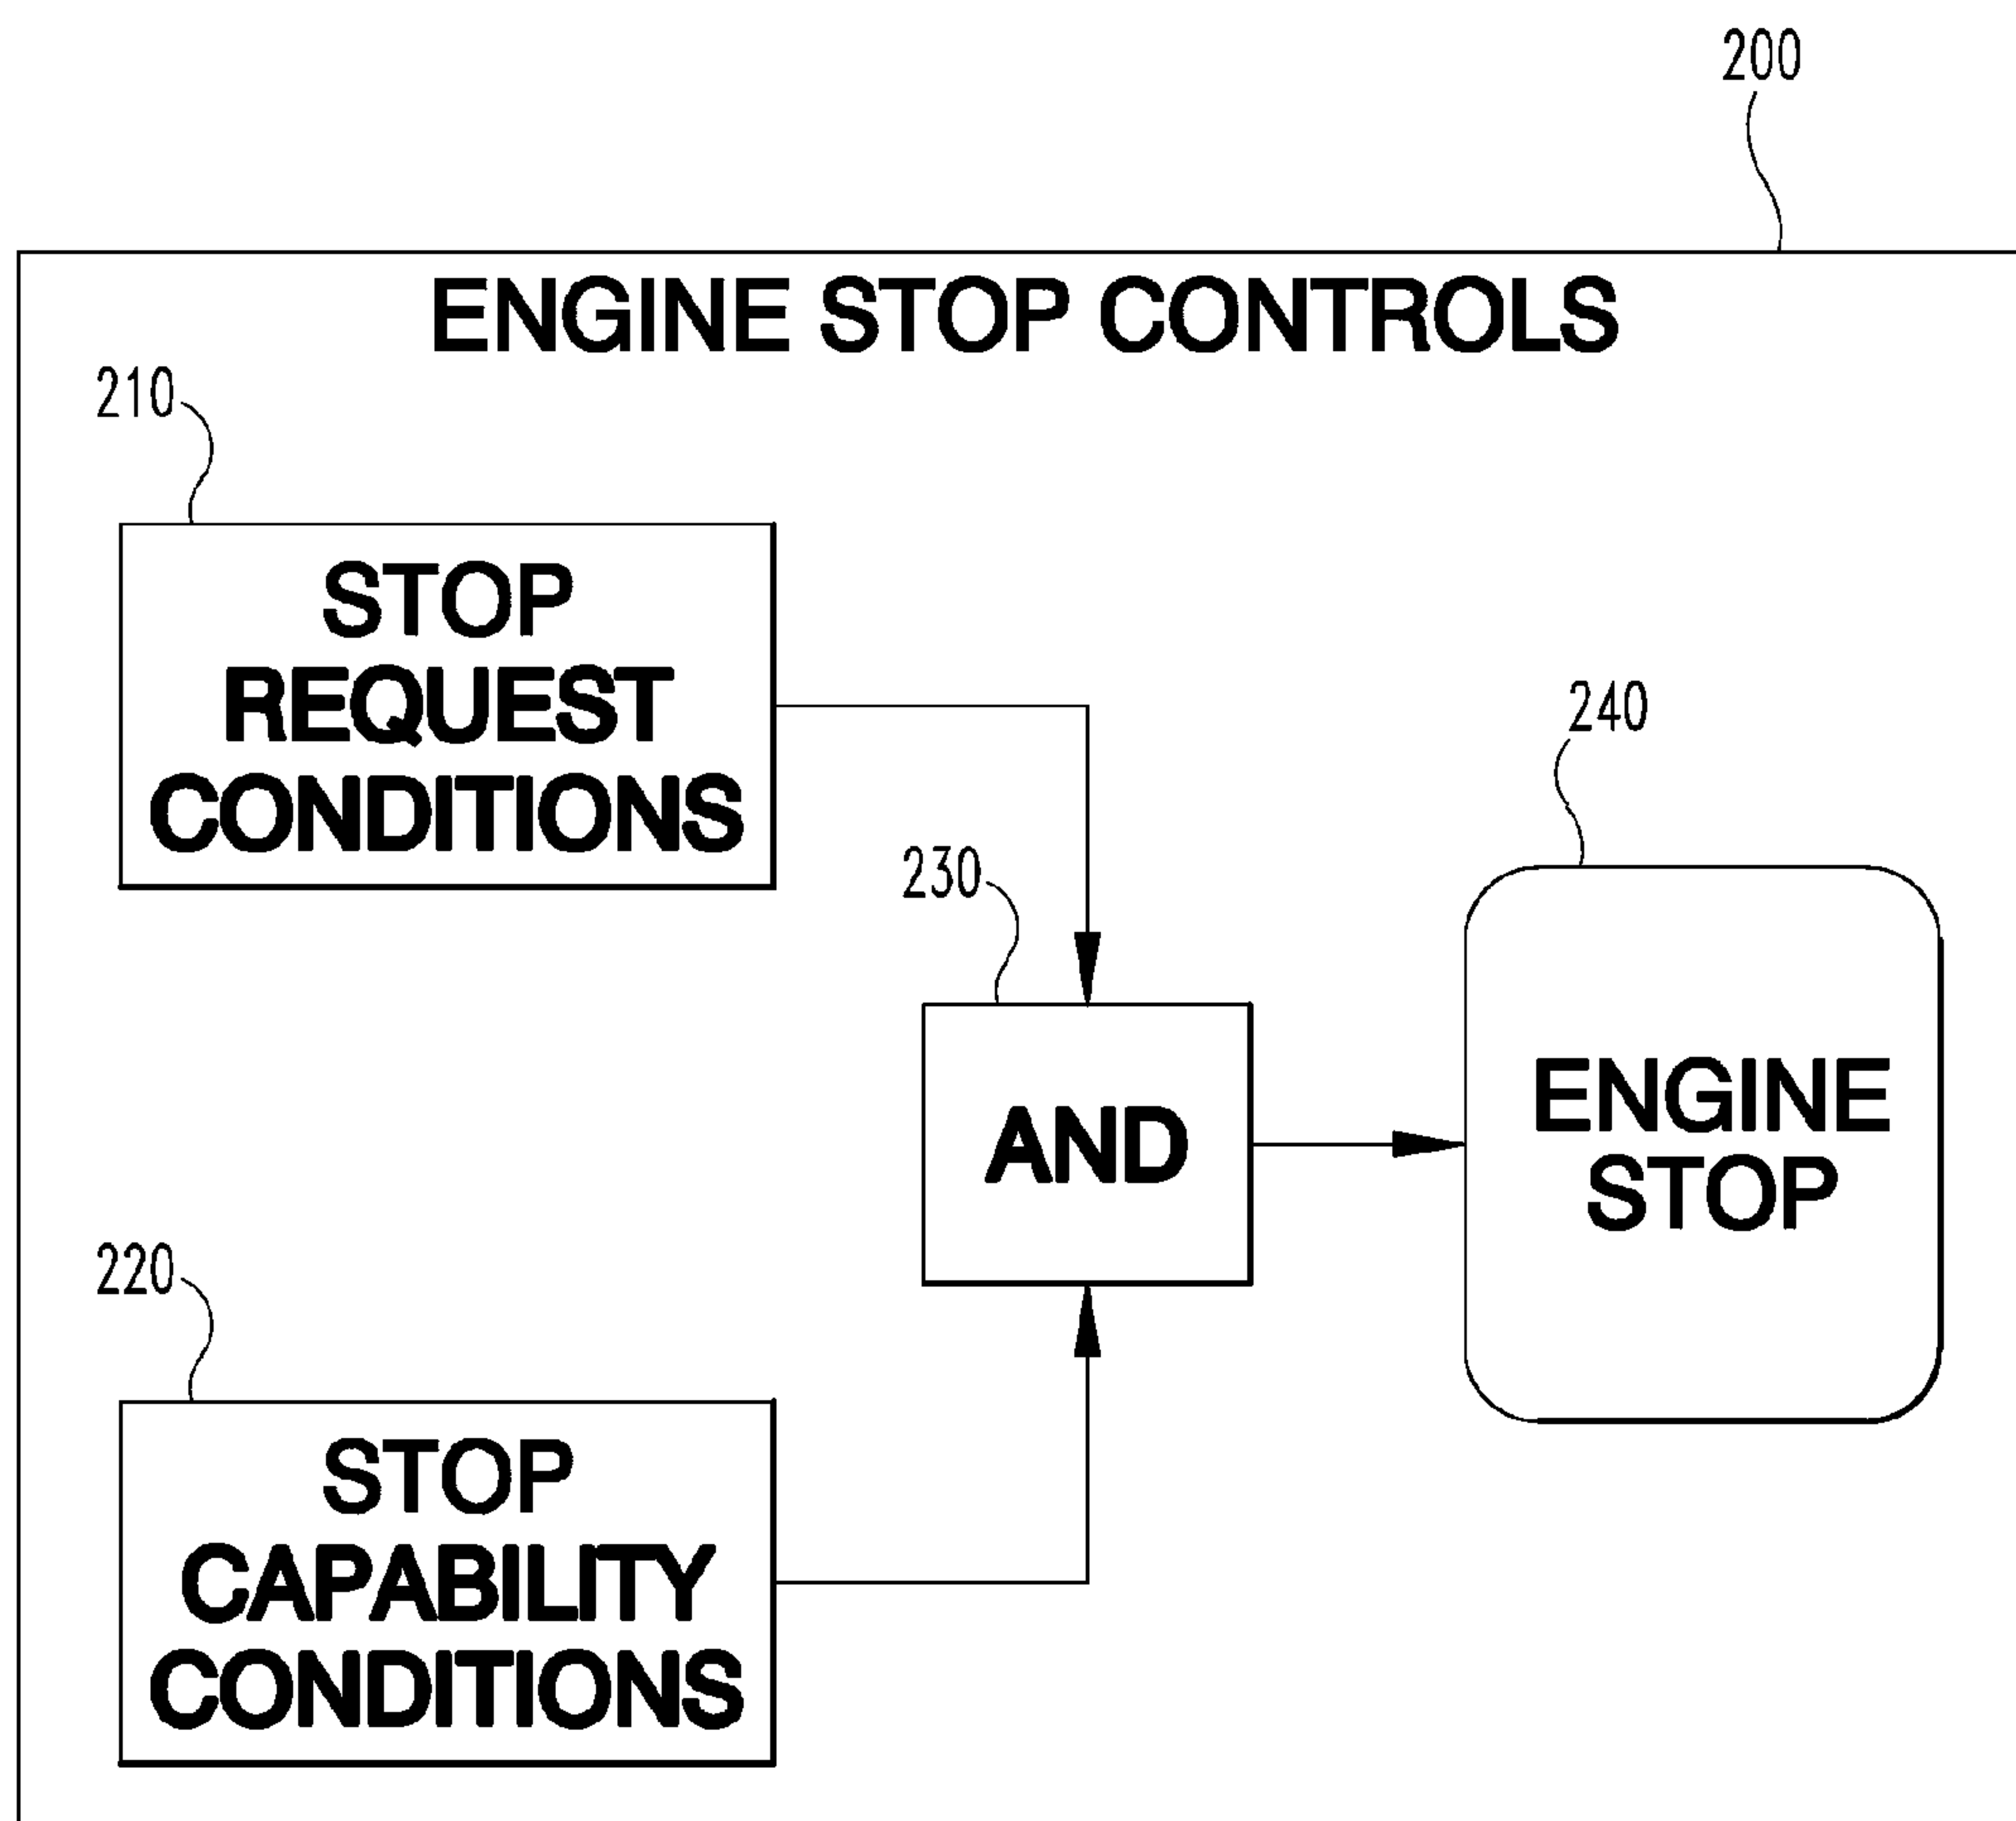 200
ENGINE STOP CONTROLS
210
STOP
REQUEST
CONDITIONS
240
230
AND
ENGINE
STOP
220
STOP
CAPABILITY
CONDITIONS